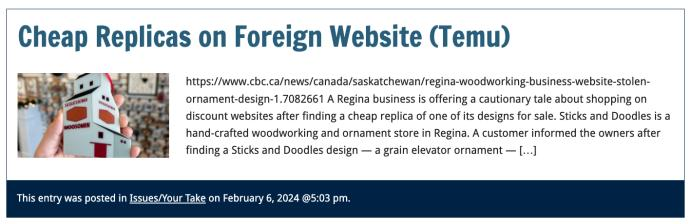 Cheap Replicas on Foreign Website (Temu)
https://www.cbc.ca/news/canada/saskatchewan/regina-woodworking-business-website-stolen-
ornament-design-1.7082661 A Regina business is offering a cautionary tale about shopping on
discount websites after finding a cheap replica of one of its designs for sale. Sticks and Doodles is a
hand-crafted woodworking and ornament store in Regina. A customer informed the owners after
finding a Sticks and Doodles design — a grain elevator ornament — […]
This entry was posted in Issues/Your Take on February 6, 2024 @5:03 pm.